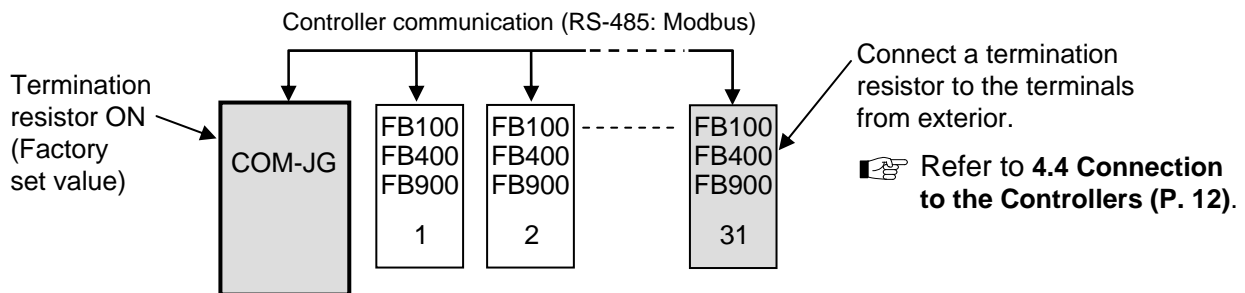 Controller communication (RS-485: Modbus)
Termination
resistor ON
(Factory
set value)
COM-JG
FB100
FB400
FB900
1
FB100
FB400
FB900
2
FB100
FB400
FB900
31
Connect a termination
resistor to the terminals
from exterior.
☞ Refer to 4.4 Connection
to the Controllers (P. 12).